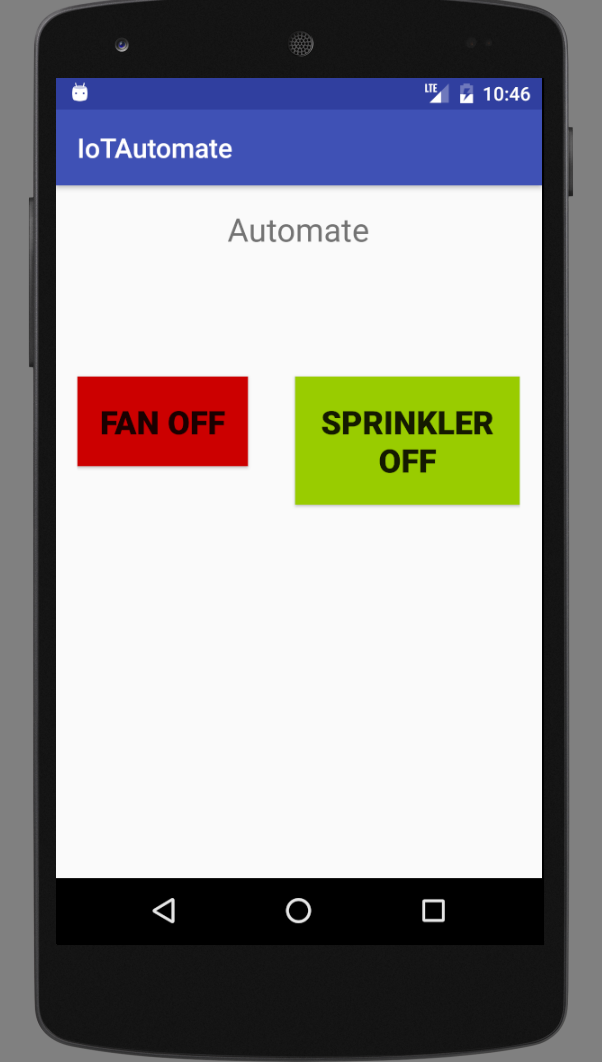 LTE 10:46
IoTAutomate
Automate
FAN OFF
SPRINKLER
OFF